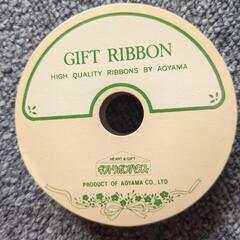 GIFT RIBBON
HIGH QUALITY RIBBONS BY AOYAMA
HEART & GIFT
PRODUCT OF AOYAMA CO., LTD